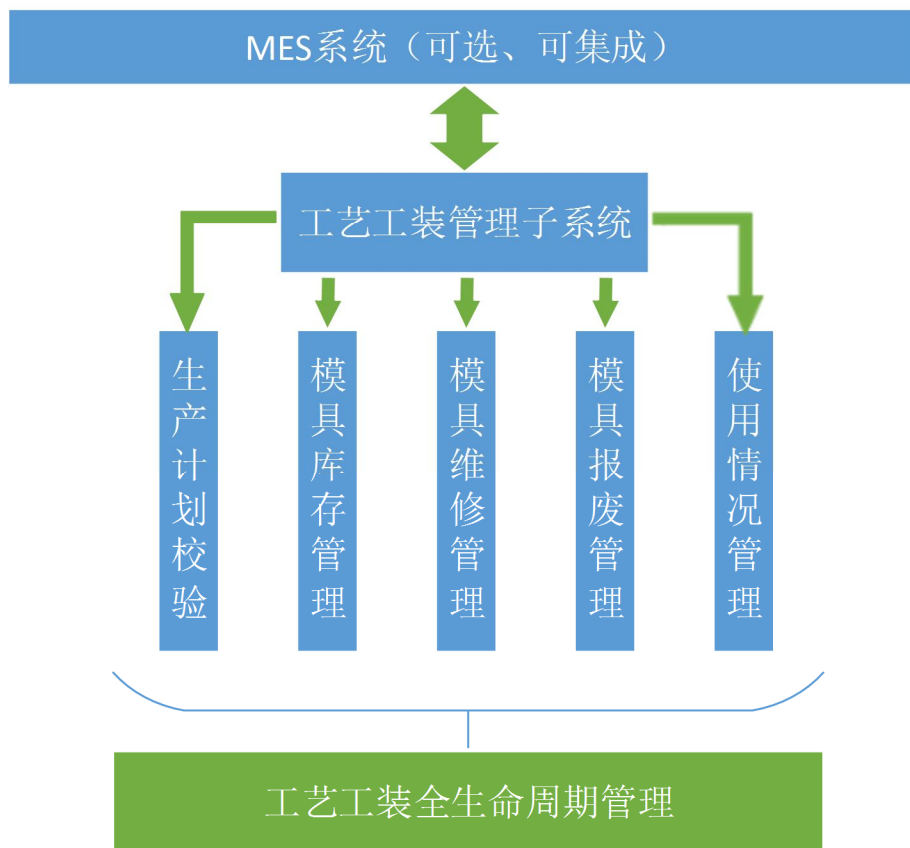 MES系统（可选、可集成）
工艺工装管理子系统
生产计划校验
模具库存管理
模具维修管理
模具报废管理
使用情况管理
工艺工装全生命周期管理